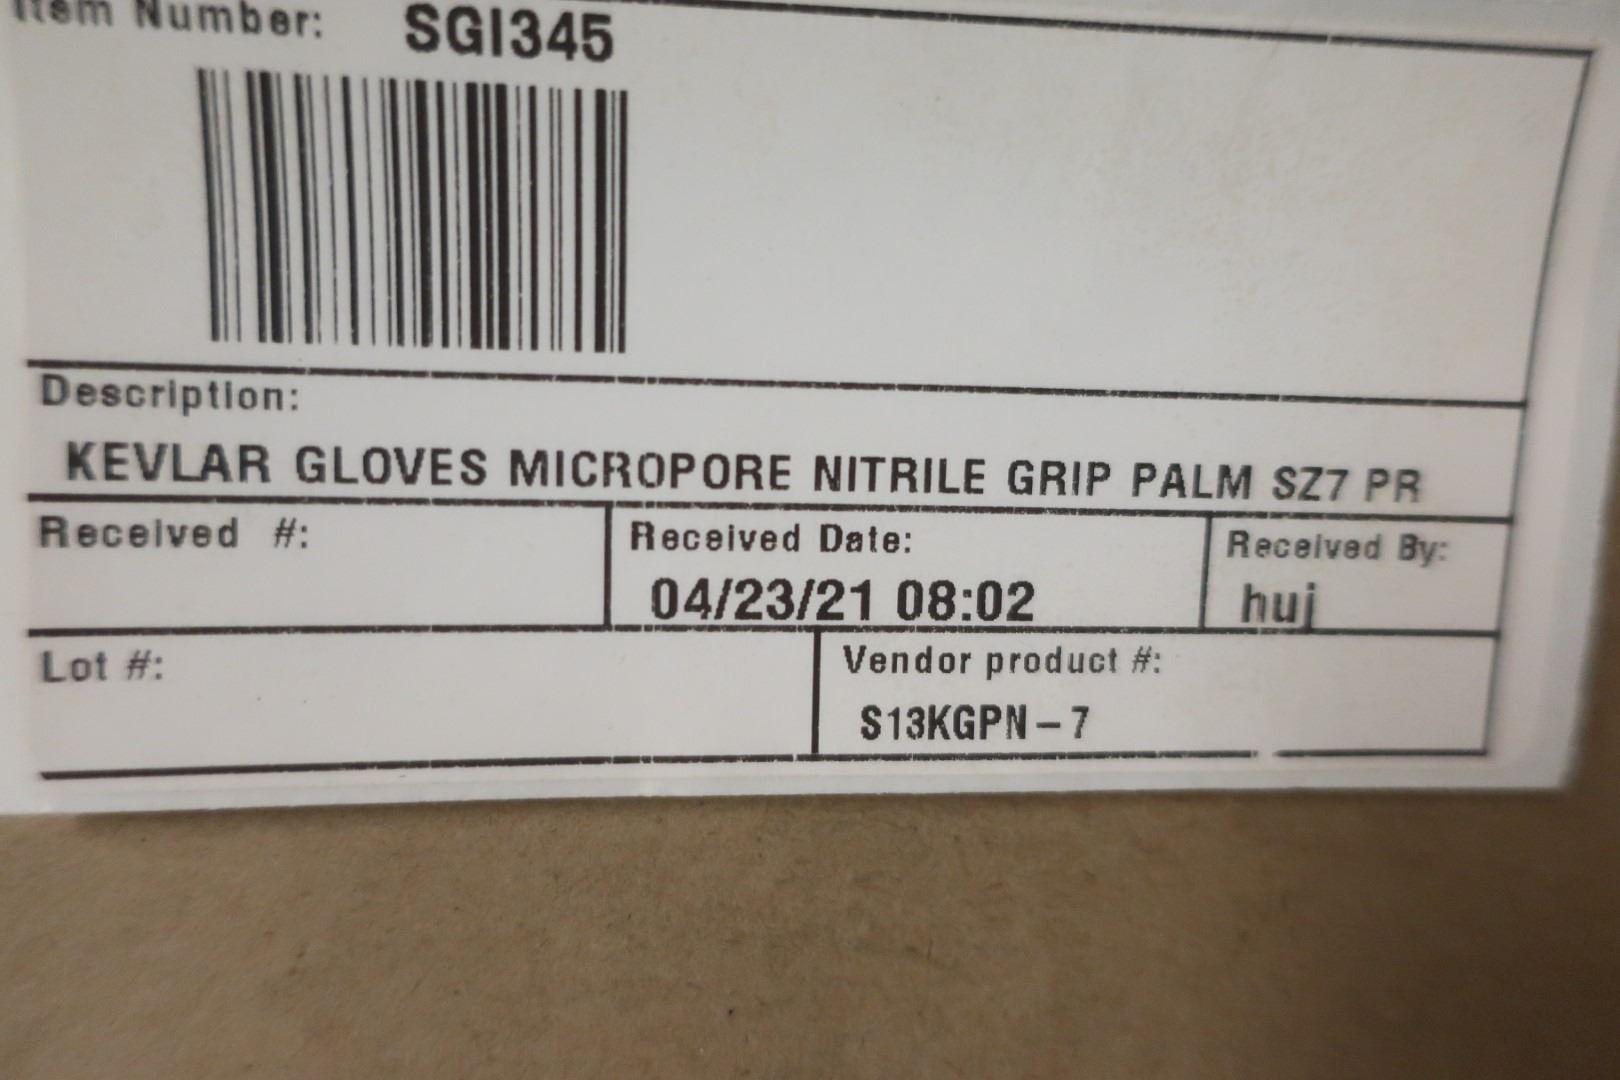 Item Number: SGI345
Description:
KEVLAR GLOVES MICROPORE NITRILE GRIP PALM SZ7 PR
Received #: Received Date: Received By:
04/23/21 08:02 huj
Lot #: Vendor product #:
S13KGPN-7